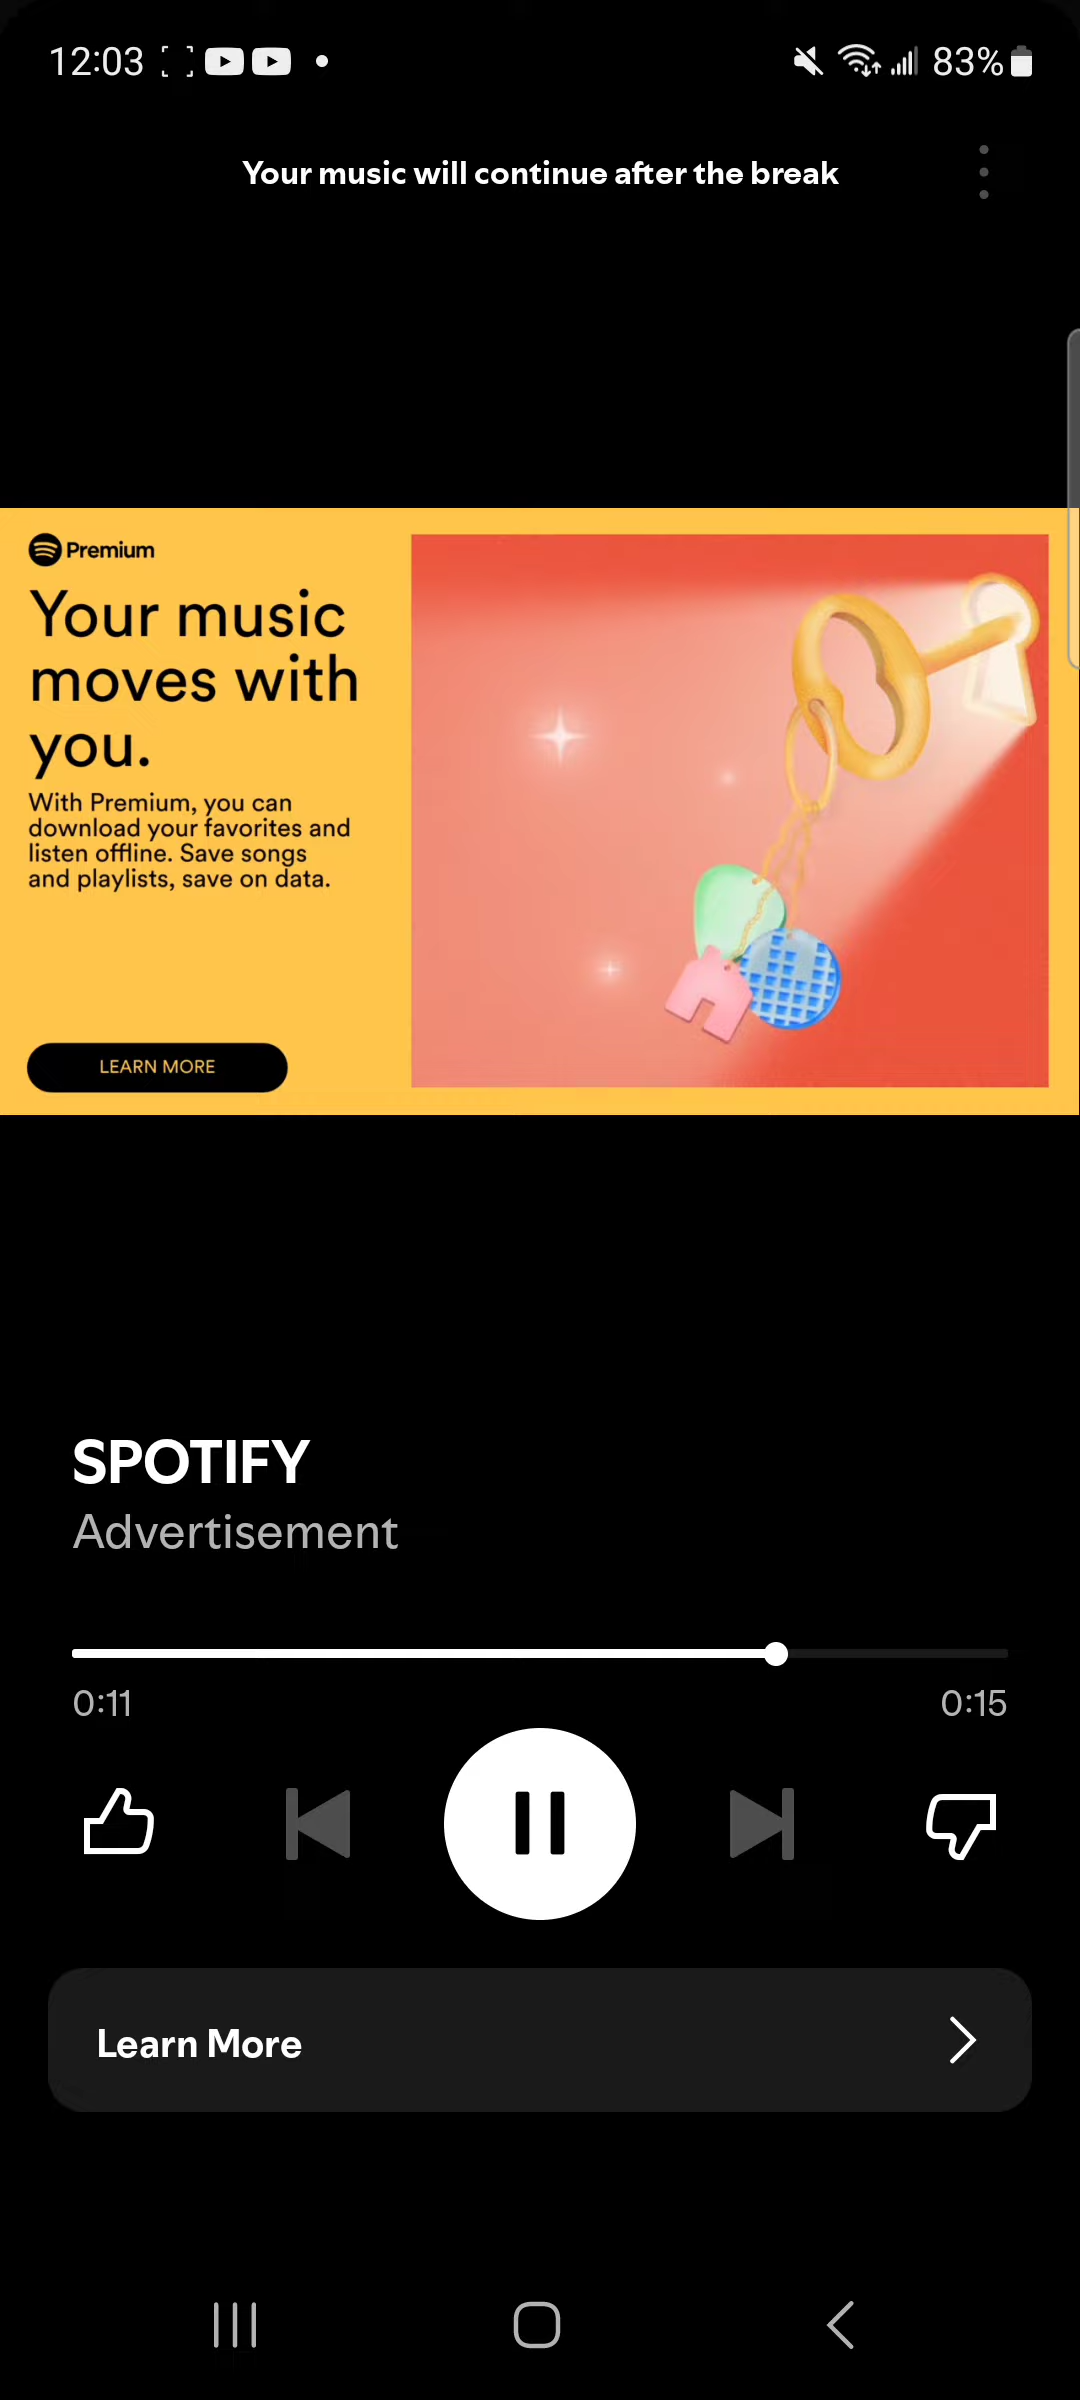 12:03
83%
Your music will continue after the break
Premium
Your music
moves with
you.
With Premium, you can
download your favorites and
listen offline. Save songs
and playlists, save on data.
LEARN MORE
SPOTIFY
Advertisement
0:11
0:15
Learn More